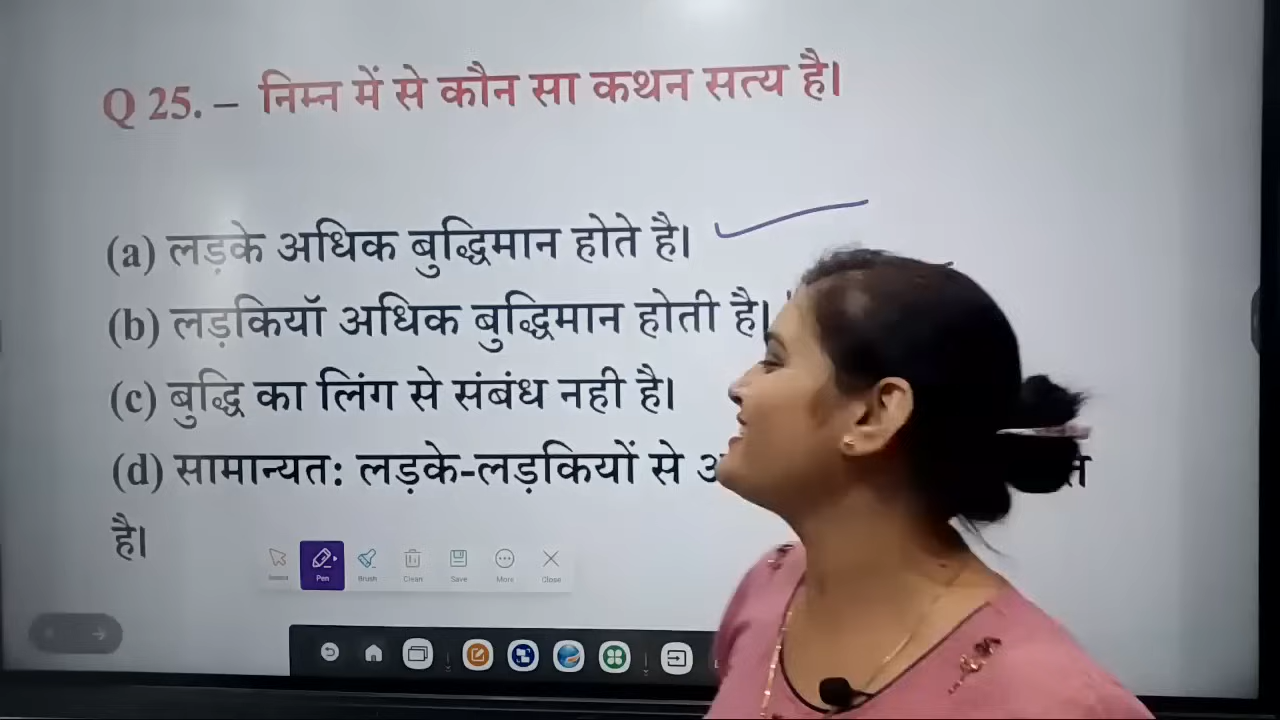 Q 25. – निम्न में से कौन सा कथन सत्य है।
(a) लड़के अधिक बुद्धिमान होते है।
(b) लड़कियॉ अधिक बुद्धिमान होती है।
(c) बुद्धि का लिंग से संबंध नही है।
(d) सामान्यत: लड़के-लड़कियों से
है।
Pen
Brush
Clean
Save
More
Close